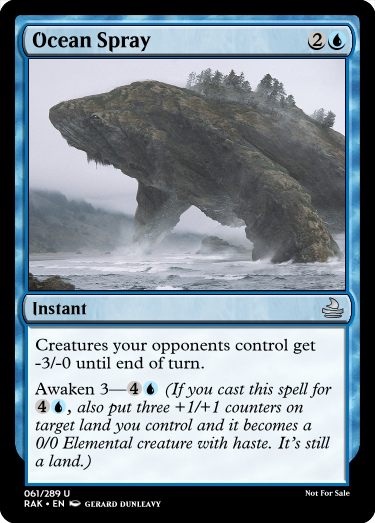 Ocean Spray 2
Instant
Creatures your opponents control get
-3/-0 until end of turn.
Awaken 3—4 (If you cast this spell for
4, also put three +1/+1 counters on
target land you control and it becomes a
0/0 Elemental creature with haste. It's still
a land.)
061/289 U Not For Sale
RAK • EN GERARD DUNLEAVY